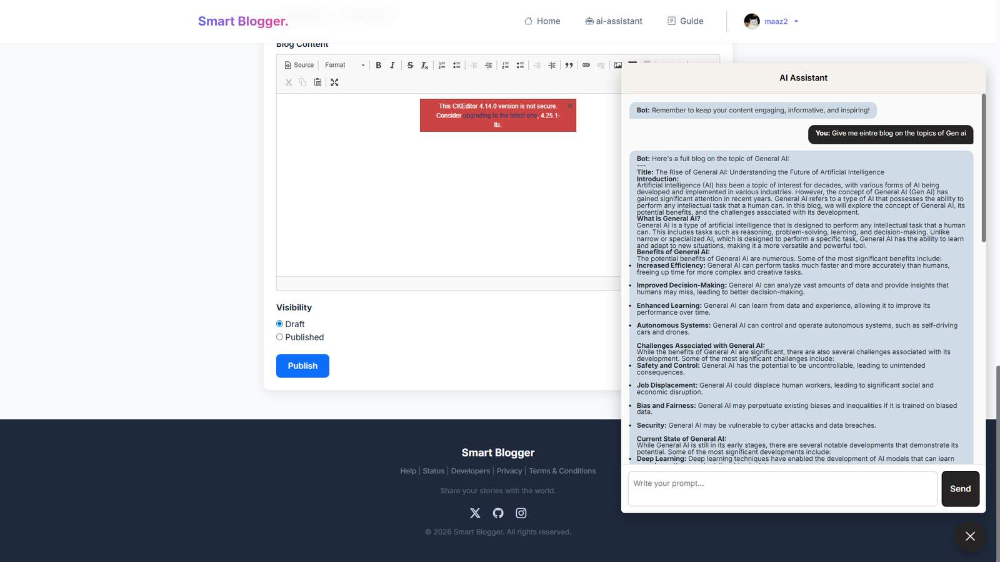 Smart Blogger.
Home
ai-assistant
Guide
maaz2
Blog Content
Source
Format
This CKEditor 4.14.0 version is not secure.
Consider upgrading to the latest one, 4.25.1-
lts.
Visibility
Draft
Published
Publish
AI Assistant
Bot: Remember to keep your content engaging, informative, and inspiring!
You: Give me eintre blog on the topics of Gen ai
Bot: Here's a full blog on the topic of General AI:
---
Title: The Rise of General AI: Understanding the Future of Artificial Intelligence
Introduction:
Artificial intelligence (AI) has been a topic of interest for decades, with various forms of AI being
developed and implemented in various industries. However, the concept of General AI (Gen AI) has
gained significant attention in recent years. General AI refers to a type of AI that possesses the ability to
perform any intellectual task that a human can. In this blog, we will explore the concept of General AI, its
potential benefits, and the challenges associated with its development.
What is General AI?
General AI is a type of artificial intelligence that is designed to perform any intellectual task that a human
can. This includes tasks such as reasoning, problem-solving, learning, and decision-making. Unlike
narrow or specialized AI, which is designed to perform a specific task, General AI has the ability to learn
and adapt to new situations, making it a more versatile and powerful tool.
Benefits of General AI:
The potential benefits of General AI are numerous. Some of the most significant benefits include:
• Increased Efficiency: General AI can perform tasks much faster and more accurately than humans,
freeing up time for more complex and creative tasks.
• Improved Decision-Making: General AI can analyze vast amounts of data and provide insights that
humans may miss, leading to better decision-making.
• Enhanced Learning: General AI can learn from data and experience, allowing it to improve its
performance over time.
• Autonomous Systems: General AI can control and operate autonomous systems, such as self-driving
cars and drones.
Challenges Associated with General AI:
While the benefits of General AI are significant, there are also several challenges associated with its
development. Some of the most significant challenges include:
• Safety and Control: General AI has the potential to be uncontrollable, leading to unintended
consequences.
• Job Displacement: General AI could displace human workers, leading to significant social and
economic disruption.
• Bias and Fairness: General AI may perpetuate existing biases and inequalities if it is trained on biased
data.
• Security: General AI may be vulnerable to cyber attacks and data breaches.
Current State of General AI:
While General AI is still in its early stages, there are several notable developments that demonstrate its
potential. Some of the most significant developments include:
• Deep Learning: Deep learning techniques have enabled the development of AI models that can learn
Write your prompt...
Send
Smart Blogger
Help | Status | Developers | Privacy | Terms & Conditions
Share your stories with the world.
© 2026 Smart Blogger. All rights reserved.